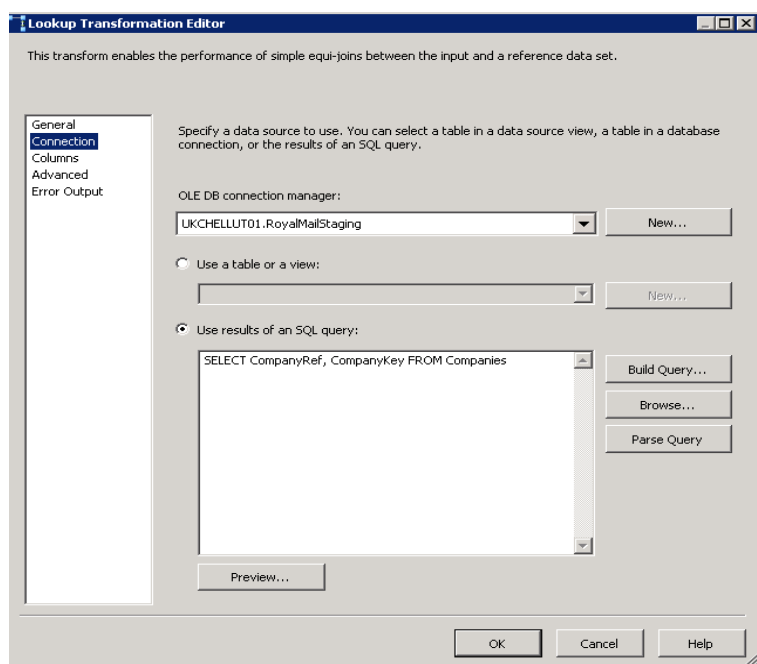 Lookup Transformation Editor
This transform enables the performance of simple equi-joins between the input and a reference data set.
General
Connection
Columns
Advanced
Error Output
Specify a data source to use. You can select a table in a data source view, a table in a database
connection, or the results of an SQL query.
OLE DB connection manager:
UKCHELLUT01.RoyalMailStaging
New...
Use a table or a view:
New...
Use results of an SQL query:
SELECT CompanyRef, CompanyKey FROM Companies
Build Query...
Browse...
Parse Query
Preview...
OK
Cancel
Help